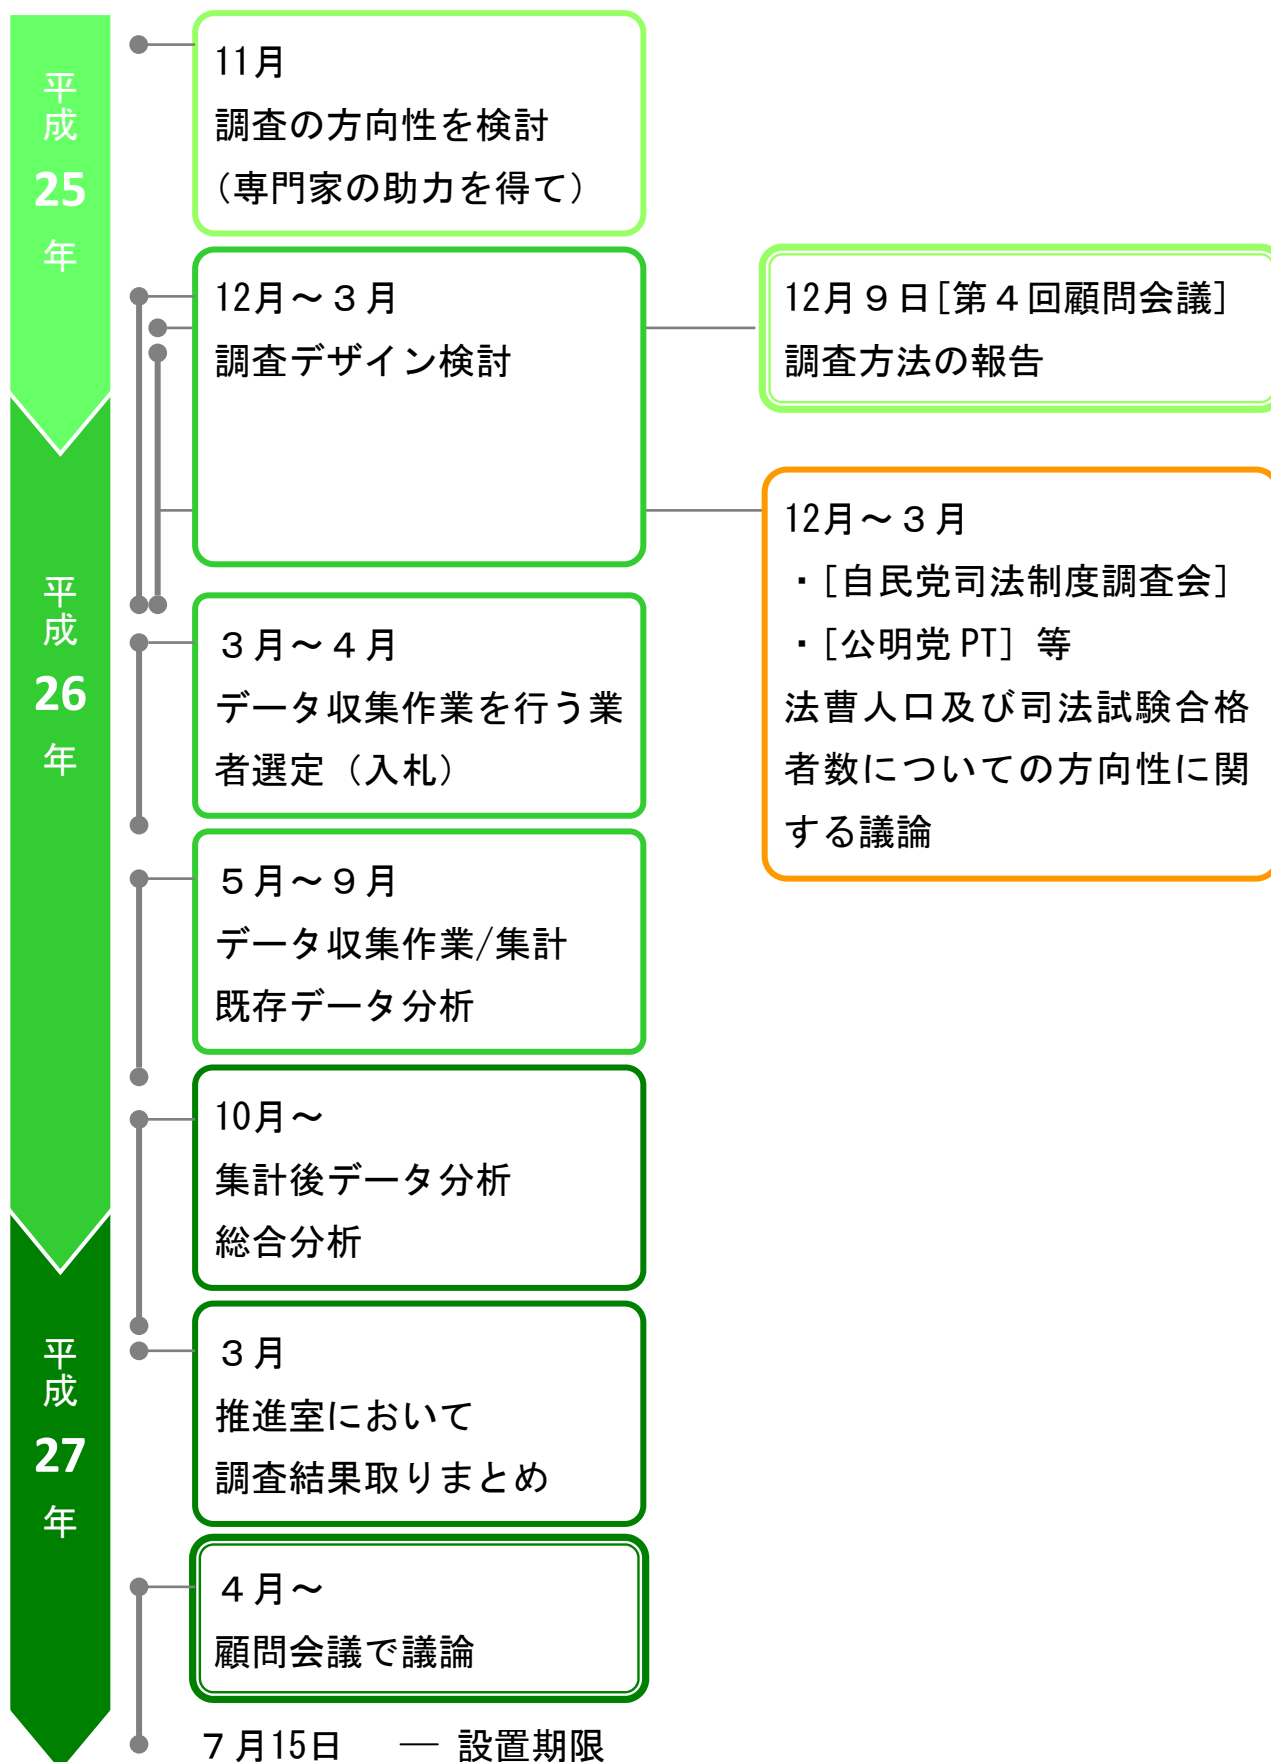 平成
25
年
11月
調査の方向性を検討
（専門家の助力を得て）
12月～３月
調査デザイン検討
12月９日[第４回顧問会議]
調査方法の報告
12月～３月
・[自民党司法制度調査会]
・[公明党 PT] 等
法曹人口及び司法試験合格
者数についての方向性に関
する議論
平成
26
年
３月～４月
データ収集作業を行う業
者選定（入札）
５月～９月
データ収集作業/集計
既存データ分析
10月～
集計後データ分析
総合分析
平成
27
年
３月
推進室において
調査結果取りまとめ
４月～
顧問会議で議論
７月15日　― 設置期限